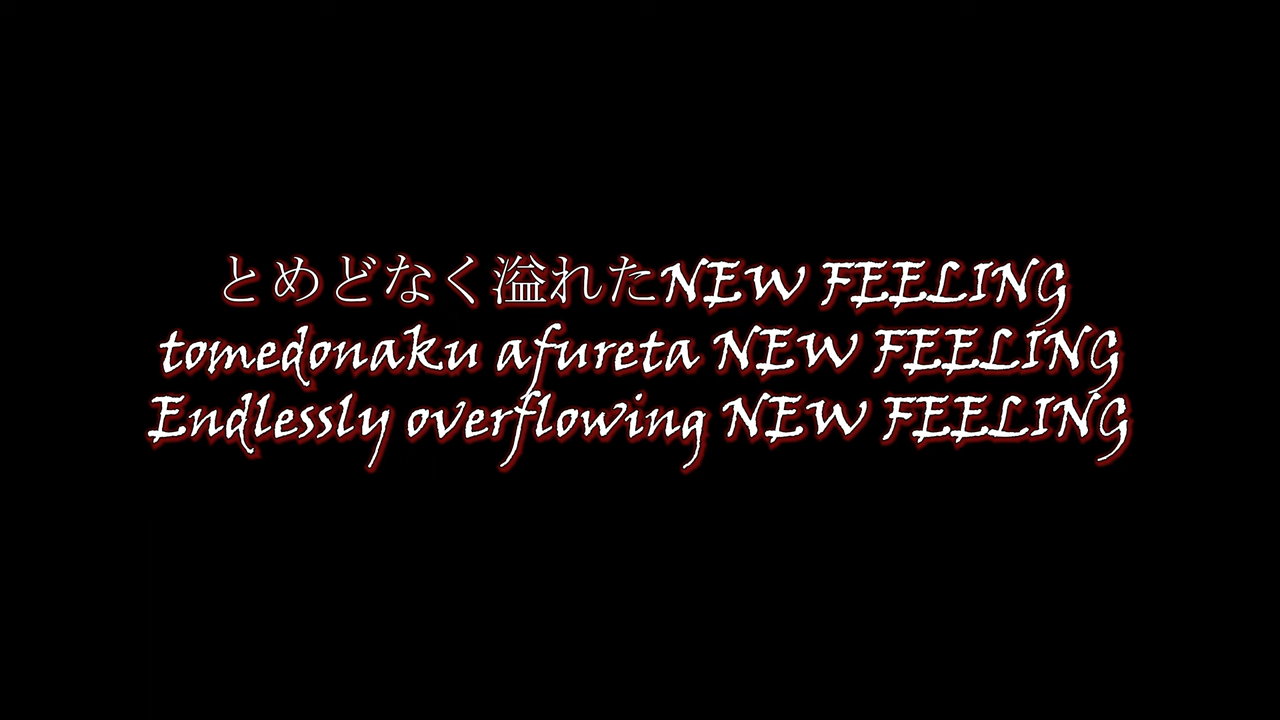 とめどなく溢れたNEW FEELING
tomedonaku afureta NEW FEELING
Endlessly overflowing NEW FEELING